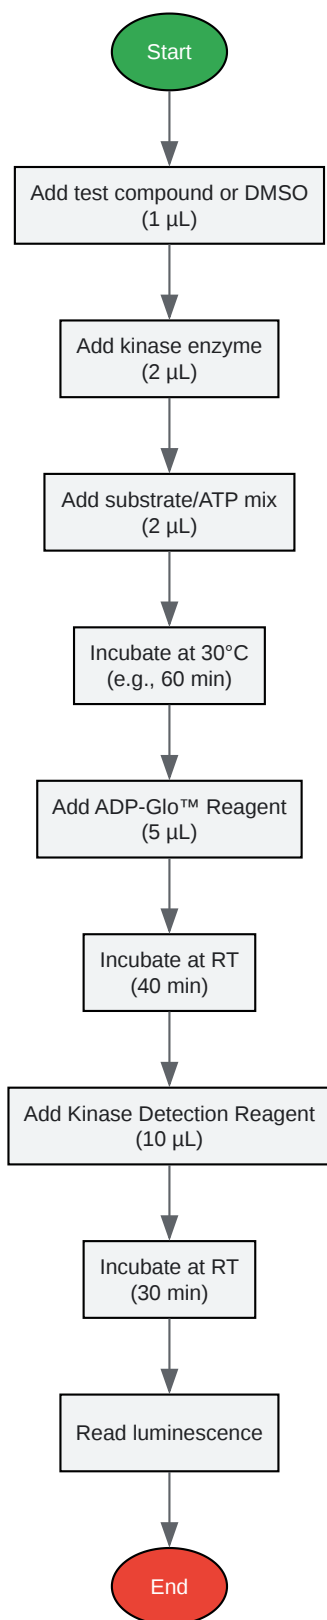 Start
Add test compound or DMSO
(1 µL)
Add kinase enzyme
(2 µL)
Add substrate/ATP mix
(2 µL)
Incubate at 30°C
(e.g., 60 min)
Add ADP-Glo™ Reagent
(5 µL)
Incubate at RT
(40 min)
Add Kinase Detection Reagent
(10 µL)
Incubate at RT
(30 min)
Read luminescence
End